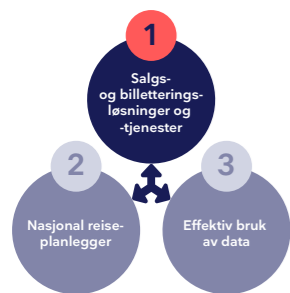 1
Salgs-
og billetterings-
løsninger og
-tjenester
2
Nasjonal reise-
planlegger
3
Effektiv bruk
av data